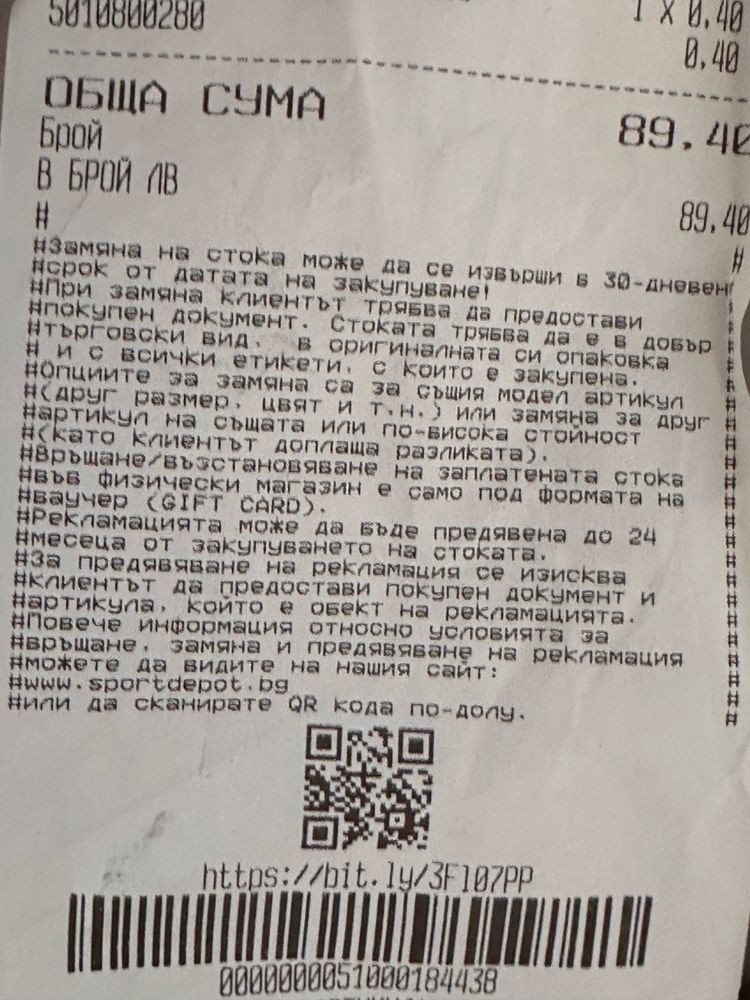 5010800280 1 X 0,40
0,40
ОБЩА СУМА 89.40
Брой
В БРОЙ ЛВ 89,40
# #
#Замяна на стока може да се извърши в 30-дневен
#срок от датата на закупуване! #
#При замяна клиентът трябва да предостави #
#покупен документ. Стоката трябва да е в добър #
#търговски вид, в оригиналната си опаковка #
# и с всички етикети, с които е закупена. #
#Опциите за замяна са за същия модел артикул #
#(друг размер, цвят и т.н.) или замяна за друг #
#артикул на същата или по-висока стойност #
#(като клиентът доплаща разликата). #
#Връщане/възстановяване на заплатената стока #
#във физически магазин е само под формата на #
#ваучер (GIFT CARD). #
#Рекламацията може да бъде предявена до 24 #
#месеца от закупуването на стоката. #
#За предявяване на рекламация се изисква #
#клиентът да предостави покупен документ и #
#артикула, който е обект на рекламацията. #
#Повече информация относно условията за #
#връщане, замяна и предявяване на рекламация #
#можете да видите на нашия сайт: #
#www.sportdepot.bg #
#или да сканирате QR кода по-долу. #
https://bit.ly/3Fl07PP
0000000051000184438